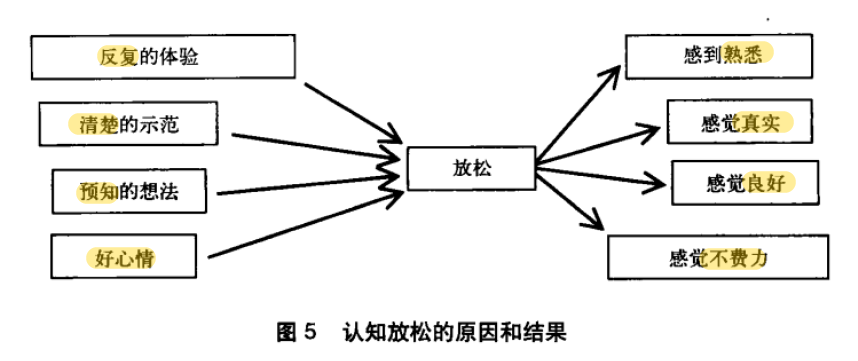 反复的体验
清楚的示范
预知的想法
好心情
放松
感到熟悉
感觉真实
感觉良好
感觉不费力
图 5 认知放松的原因和结果